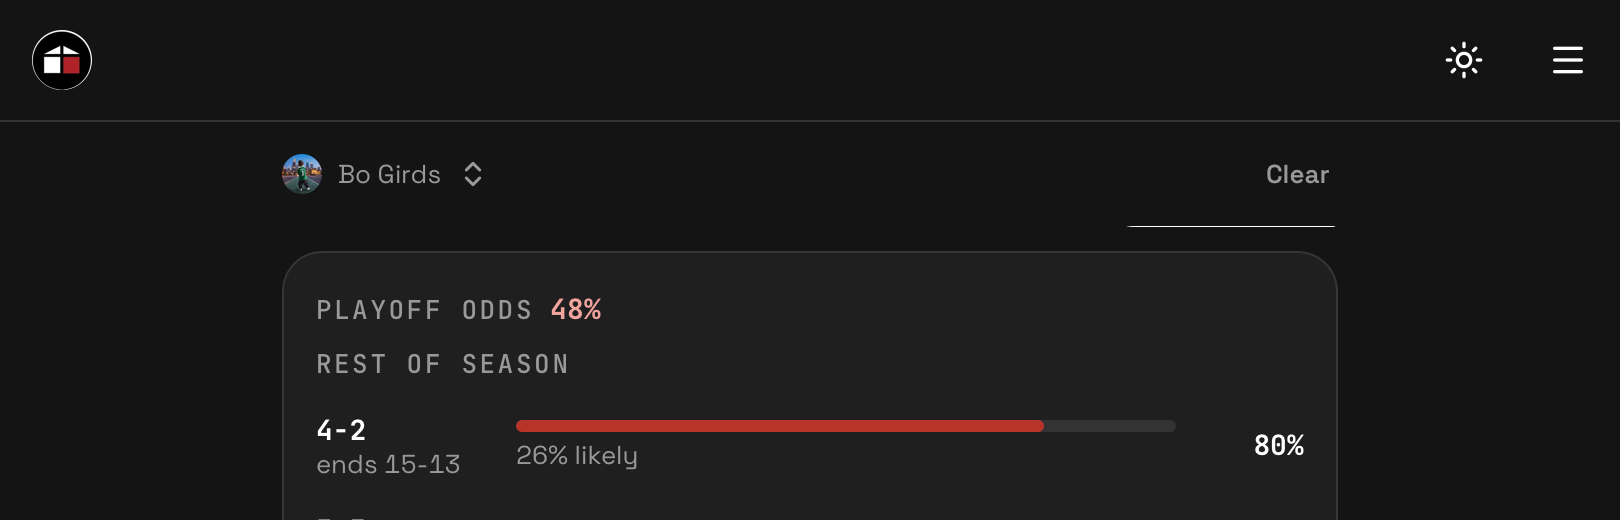 Bo Girds
Clear
PLAYOFF ODDS 48%
REST OF SEASON
4-2
ends 15-13
26% likely
80%